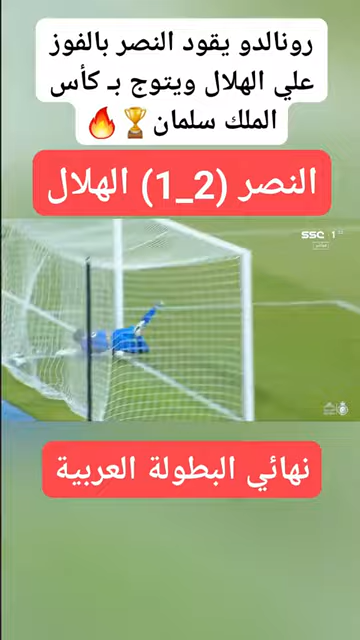 رونالدو يقود النصر بالفوز
علي الهلال ويتوج بـ كأس
الملك سلمان🏆🔥
النصر (2_1) الهلال
SSC 1
نهائي البطولة العربية